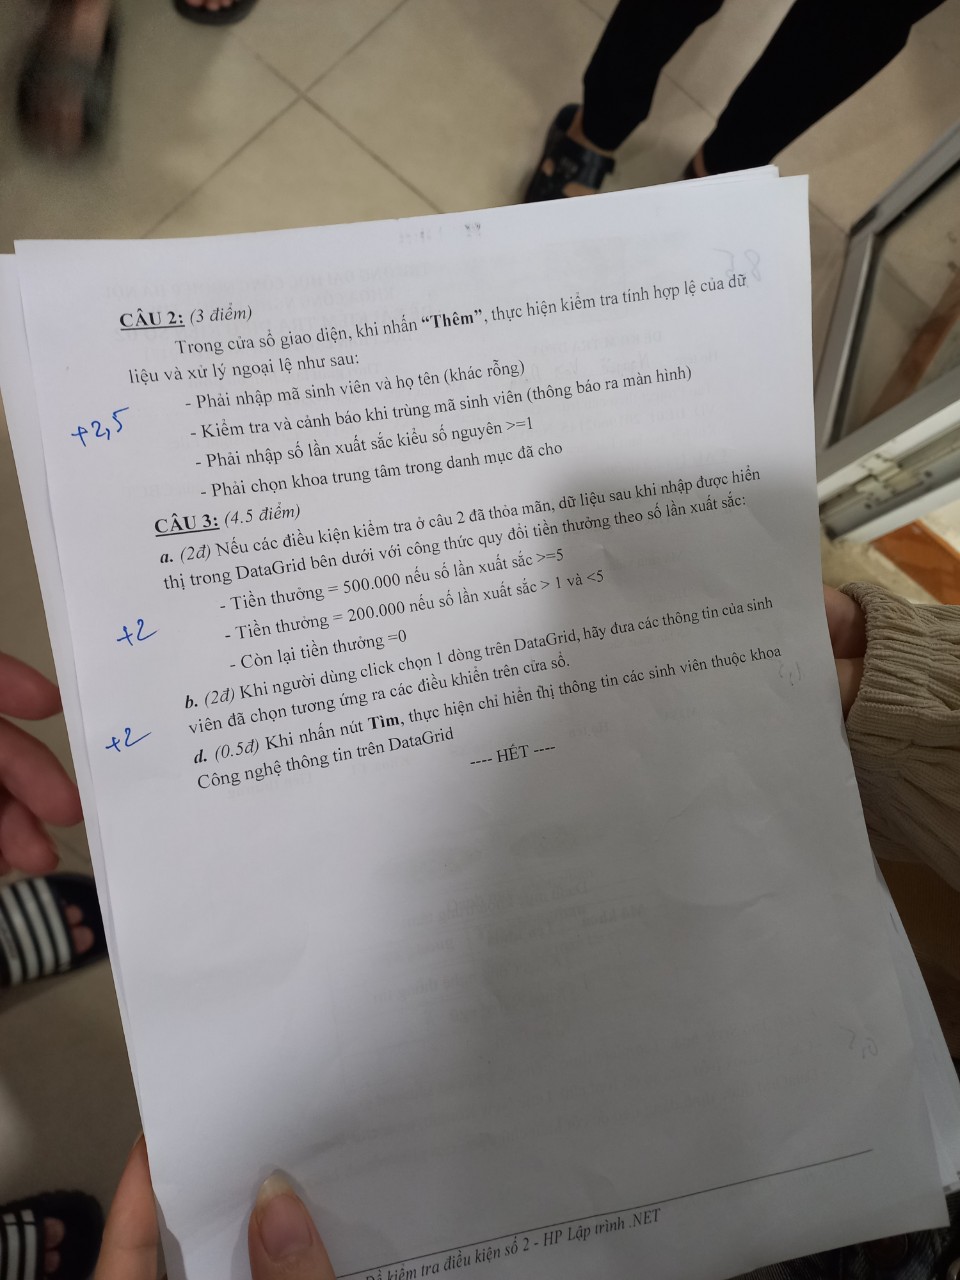 CÂU 2: (3 điểm)
Trong cửa sổ giao diện, khi nhấn “Thêm”, thực hiện kiểm tra tính hợp lệ của dữ
liệu và xử lý ngoại lệ như sau:
- Phải nhập mã sinh viên và họ tên (khác rỗng)
+2,5
- Kiểm tra và cảnh báo khi trùng mã sinh viên (thông báo ra màn hình)
- Phải nhập số lần xuất sắc kiểu số nguyên >=1
- Phải chọn khoa trung tâm trong danh mục đã cho
CÂU 3: (4.5 điểm)
a. (2đ) Nếu các điều kiện kiểm tra ở câu 2 đã thỏa mãn, dữ liệu sau khi nhập được hiển
thị trong DataGrid bên dưới với công thức quy đổi tiền thưởng theo số lần xuất sắc:
- Tiền thưởng = 500.000 nếu số lần xuất sắc >=5
+2
- Tiền thưởng = 200.000 nếu số lần xuất sắc > 1 và <5
- Còn lại tiền thưởng =0
b. (2đ) Khi người dùng click chọn 1 dòng trên DataGrid, hãy đưa các thông tin của sinh
viên đã chọn tương ứng ra các điều khiển trên cửa sổ.
+2
d. (0.5đ) Khi nhấn nút Tìm, thực hiện chỉ hiển thị thông tin các sinh viên thuộc khoa
Công nghệ thông tin trên DataGrid
---- HẾT ----
Đề kiểm tra điều kiện số 2 - HP Lập trình .NET